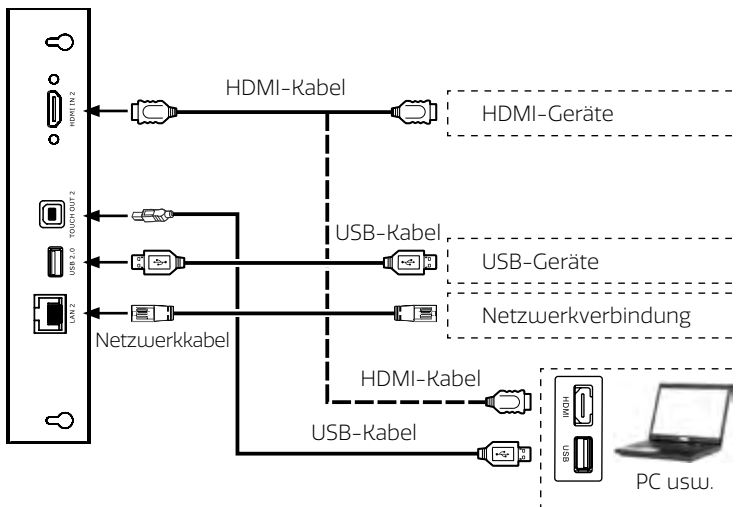 HDMI-Kabel
HDMI IN 2
HDMI-Geräte
TOUCH OUT 2
USB-Kabel
USB 2.0
USB-Geräte
LAN 2
Netzwerkverbindung
Netzwerkkabel
HDMI-Kabel
HDMI
USB-Kabel
USB
PC usw.